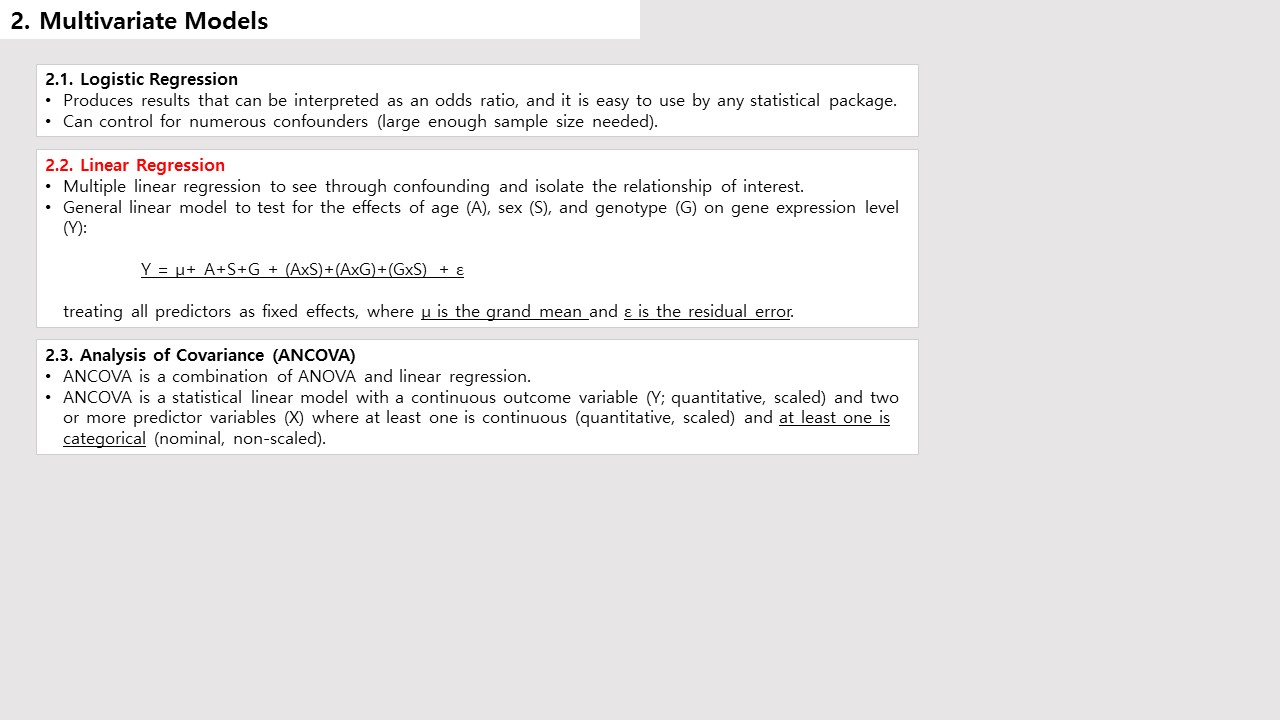 2. Multivariate Models
2.1. Logistic Regression
• Produces results that can be interpreted as an odds ratio, and it is easy to use by any statistical package.
• Can control for numerous confounders (large enough sample size needed).
2.2. Linear Regression
• Multiple linear regression to see through confounding and isolate the relationship of interest.
• General linear model to test for the effects of age (A), sex (S), and genotype (G) on gene expression level
(Y):
Y = μ+ A+S+G + (AxS)+(AxG)+(GxS) + ε
treating all predictors as fixed effects, where μ is the grand mean and ε is the residual error.
2.3. Analysis of Covariance (ANCOVA)
• ANCOVA is a combination of ANOVA and linear regression.
• ANCOVA is a statistical linear model with a continuous outcome variable (Y; quantitative, scaled) and two
or more predictor variables (X) where at least one is continuous (quantitative, scaled) and at least one is
categorical (nominal, non-scaled).